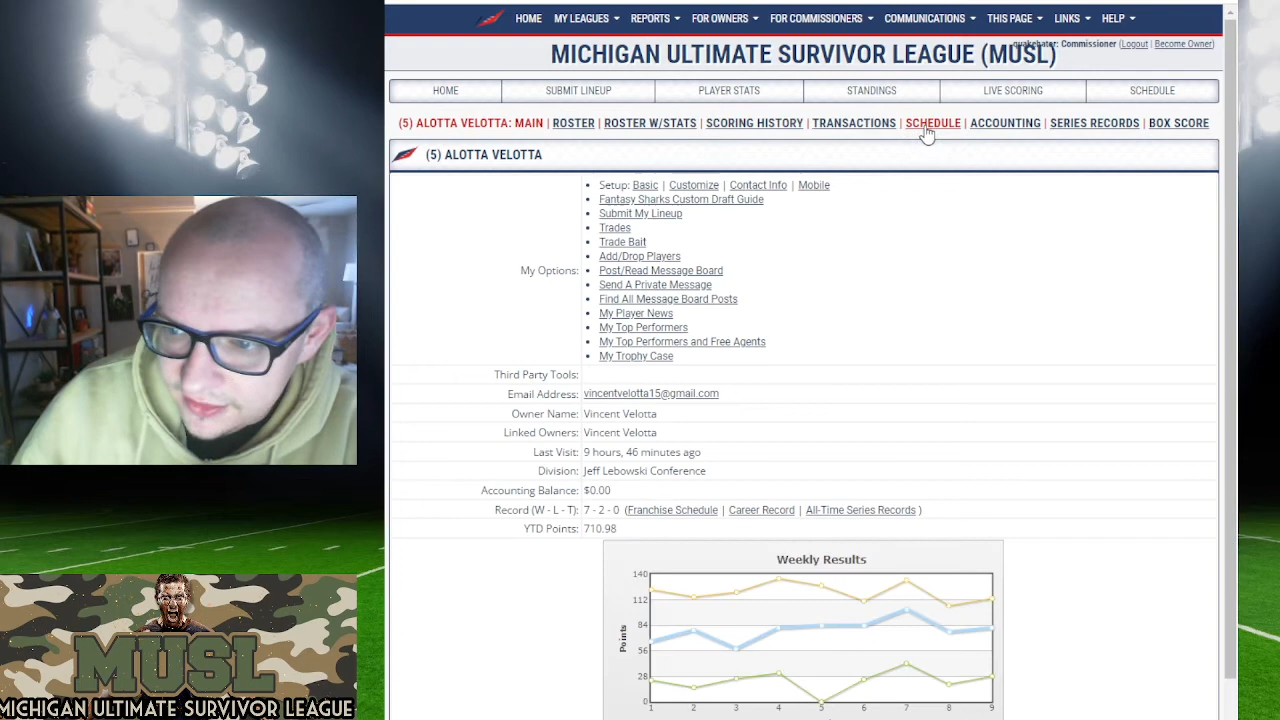 HOME MY LEAGUES REPORTS FOR OWNERS FOR COMMISSIONERS COMMUNICATIONS THIS PAGE LINKS HELP
quakehater: Commissioner (Logout | Become Owner)
MICHIGAN ULTIMATE SURVIVOR LEAGUE (MUSL)
HOME SUBMIT LINEUP PLAYER STATS STANDINGS LIVE SCORING SCHEDULE
(5) ALOTTA VELOTTA: MAIN | ROSTER | ROSTER W/STATS | SCORING HISTORY | TRANSACTIONS | SCHEDULE | ACCOUNTING | SERIES RECORDS | BOX SCORE
(5) ALOTTA VELOTTA
My Options:
Setup: Basic | Customize | Contact Info | Mobile
Fantasy Sharks Custom Draft Guide
Submit My Lineup
Trades
Trade Bait
Add/Drop Players
Post/Read Message Board
Send A Private Message
Find All Message Board Posts
My Player News
My Top Performers
My Top Performers and Free Agents
My Trophy Case
Third Party Tools:
Email Address: vincentvelotta15@gmail.com
Owner Name: Vincent Velotta
Linked Owners: Vincent Velotta
Last Visit: 9 hours, 46 minutes ago
Division: Jeff Lebowski Conference
Accounting Balance: $0.00
Record (W - L - T): 7 - 2 - 0 (Franchise Schedule | Career Record | All-Time Series Records )
YTD Points: 710.98
Weekly Results
140
112
84
56
28
0
Points
1 2 3 4 5 6 7 8 9
MUSL
MICHIGAN ULTIMATE SURVIVOR LEAGUE